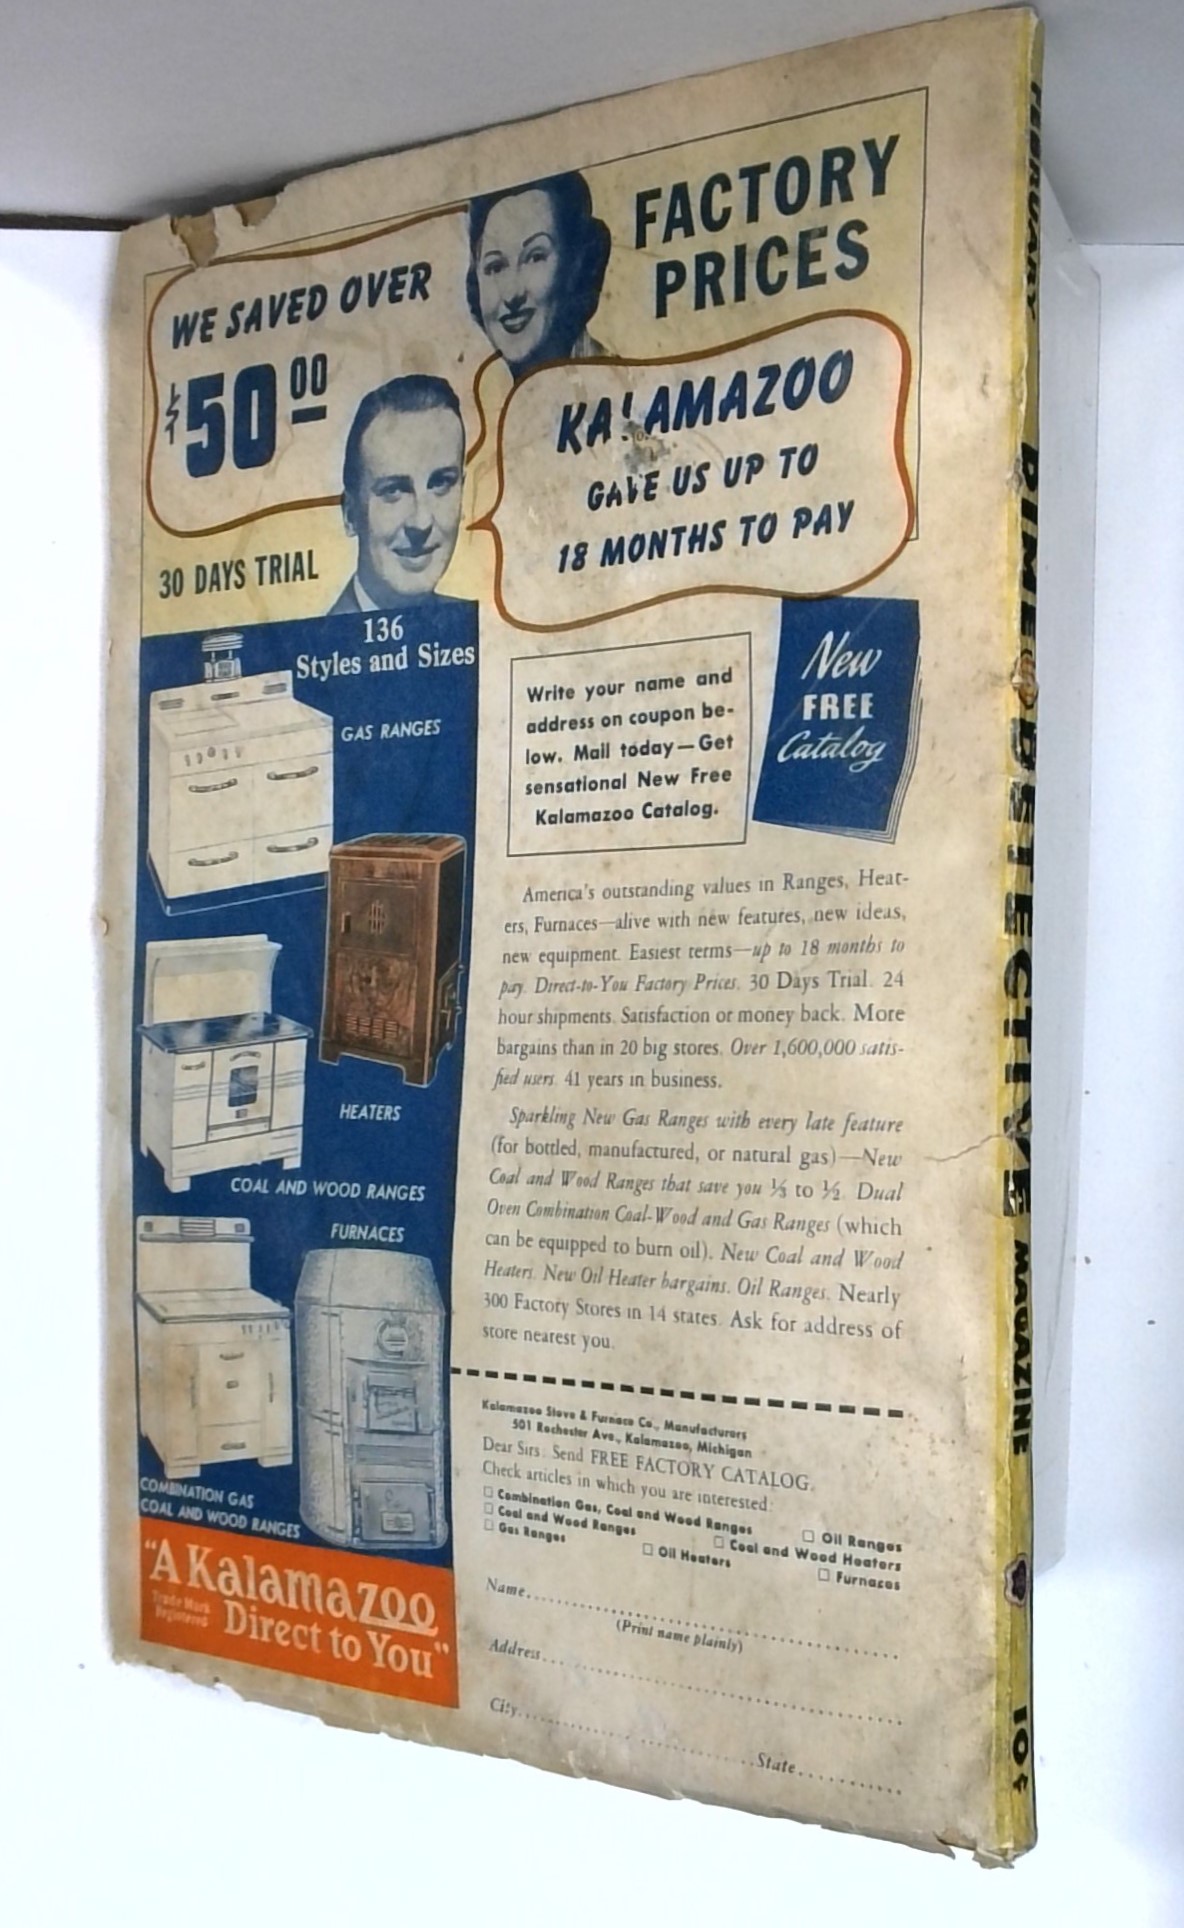 FACTORY
PRICES
WE SAVED OVER
$50 00
KALAMAZOO
GAVE US UP TO
18 MONTHS TO PAY
30 DAYS TRIAL
136
Styles and Sizes
GAS RANGES
HEATERS
COAL AND WOOD RANGES
FURNACES
COMBINATION GAS
COAL AND WOOD RANGES
"A Kalamazoo
Trade Mark
Registered
Direct to You"
Write your name and
address on coupon be-
low. Mail today—Get
sensational New Free
Kalamazoo Catalog.
New
FREE
Catalog
America's outstanding values in Ranges, Heat-
ers, Furnaces—alive with new features, new ideas,
new equipment. Easiest terms—up to 18 months to
pay. Direct-to-You Factory Prices. 30 Days Trial. 24
hour shipments. Satisfaction or money back. More
bargains than in 20 big stores. Over 1,600,000 satis-
fied users. 41 years in business.
Sparkling New Gas Ranges with every late feature
(for bottled, manufactured, or natural gas)—New
Coal and Wood Ranges that save you ⅓ to ½. Dual
Oven Combination Coal-Wood and Gas Ranges (which
can be equipped to burn oil). New Coal and Wood
Heaters. New Oil Heater bargains. Oil Ranges. Nearly
300 Factory Stores in 14 states. Ask for address of
store nearest you.
Kalamazoo Stove & Furnace Co., Manufacturers
501 Rochester Ave., Kalamazoo, Michigan
Dear Sirs: Send FREE FACTORY CATALOG.
Check articles in which you are interested:
☐ Combination Gas, Coal and Wood Ranges ☐ Oil Ranges
☐ Coal and Wood Ranges ☐ Coal and Wood Heaters
☐ Gas Ranges ☐ Oil Heaters ☐ Furnaces
Name
(Print name plainly)
Address
City State
FEBRUARY DIME DETECTIVE MAGAZINE 10¢